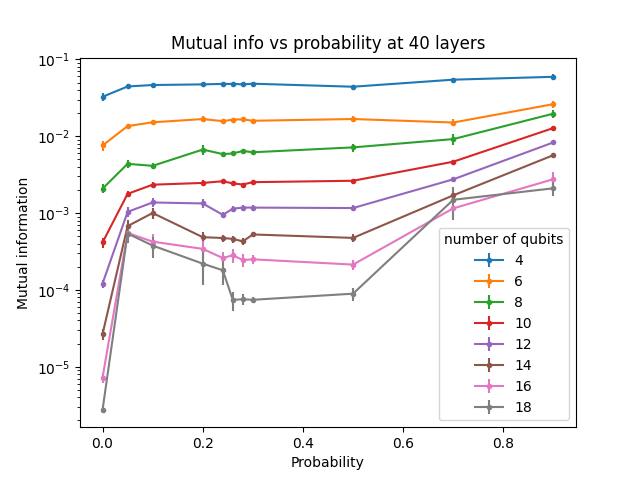 Mutual info vs probability at 40 layers
Mutual information
10⁻¹
10⁻²
10⁻³
10⁻⁴
10⁻⁵
number of qubits
4
6
8
10
12
14
16
18
0.0 0.2 0.4 0.6 0.8
Probability